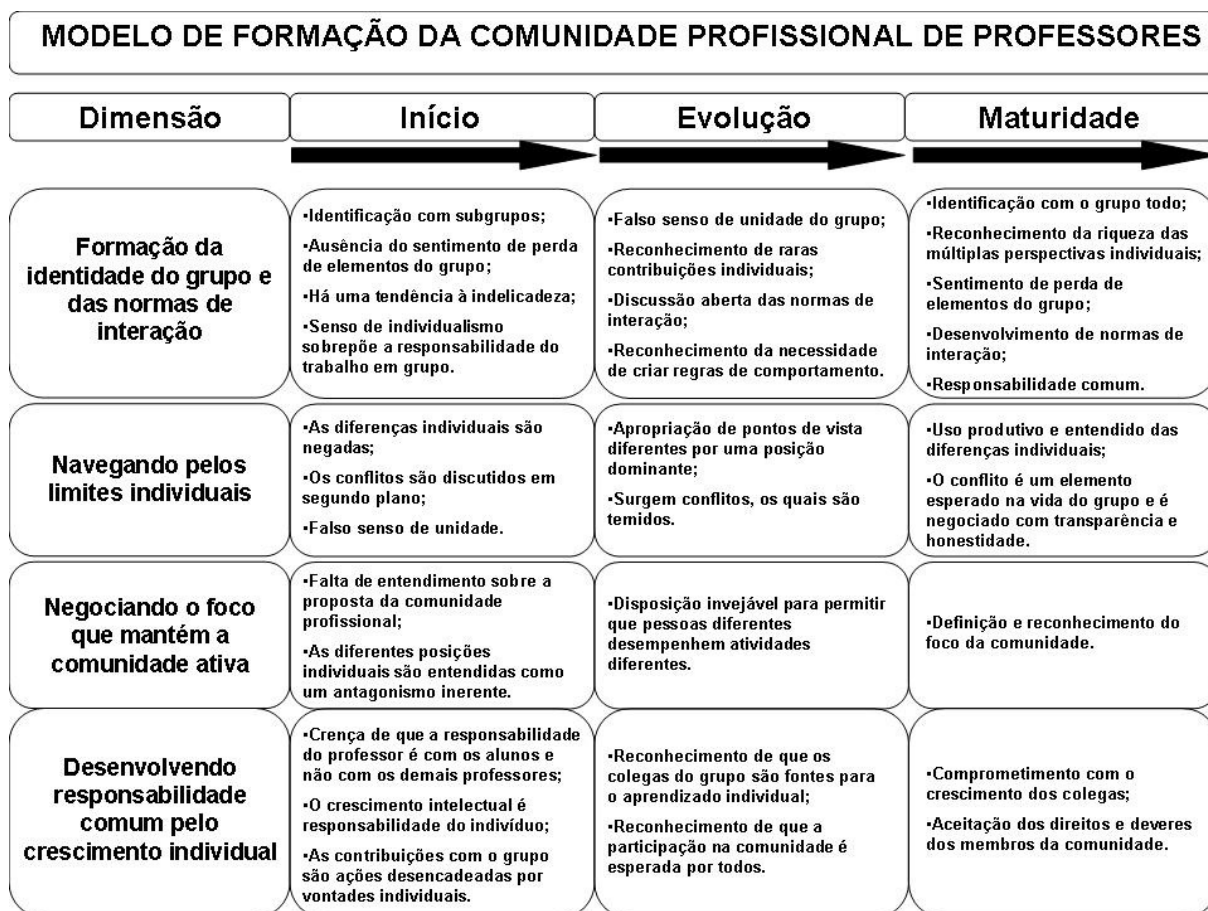 MODELO DE FORMAÇÃO DA COMUNIDADE PROFISSIONAL DE PROFESSORES
Dimensão
Início
Evolução
Maturidade
Formação da
identidade do grupo e
das normas de
interação
•Identificação com subgrupos;
•Ausência do sentimento de perda
de elementos do grupo;
•Há uma tendência à indelicadeza;
•Senso de individualismo
sobrepõe a responsabilidade do
trabalho em grupo.
•Falso senso de unidade do grupo;
•Reconhecimento de raras
contribuições individuais;
•Discussão aberta das normas de
interação;
•Reconhecimento da necessidade
de criar regras de comportamento.
•Identificação com o grupo todo;
•Reconhecimento da riqueza das
múltiplas perspectivas individuais;
•Sentimento de perda de
elementos do grupo;
•Desenvolvimento de normas de
interação;
•Responsabilidade comum.
Navegando pelos
limites individuais
•As diferenças individuais são
negadas;
•Os conflitos são discutidos em
segundo plano;
•Falso senso de unidade.
•Apropriação de pontos de vista
diferentes por uma posição
dominante;
•Surgem conflitos, os quais são
temidos.
•Uso produtivo e entendido das
diferenças individuais;
•O conflito é um elemento
esperado na vida do grupo e é
negociado com transparência e
honestidade.
Negociando o foco
que mantém a
comunidade ativa
•Falta de entendimento sobre a
proposta da comunidade
profissional;
•As diferentes posições
individuais são entendidas como
um antagonismo inerente.
•Disposição invejável para permitir
que pessoas diferentes
desempenhem atividades
diferentes.
•Definição e reconhecimento do
foco da comunidade.
Desenvolvendo
responsabilidade
comum pelo
crescimento individual
•Crença de que a responsabilidade
do professor é com os alunos e
não com os demais professores;
•O crescimento intelectual é
responsabilidade do indivíduo;
•As contribuições com o grupo
são ações desencadeadas por
vontades individuais.
•Reconhecimento de que os
colegas do grupo são fontes para
o aprendizado individual;
•Reconhecimento de que a
participação na comunidade é
esperada por todos.
•Comprometimento com o
crescimento dos colegas;
•Aceitação dos direitos e deveres
dos membros da comunidade.